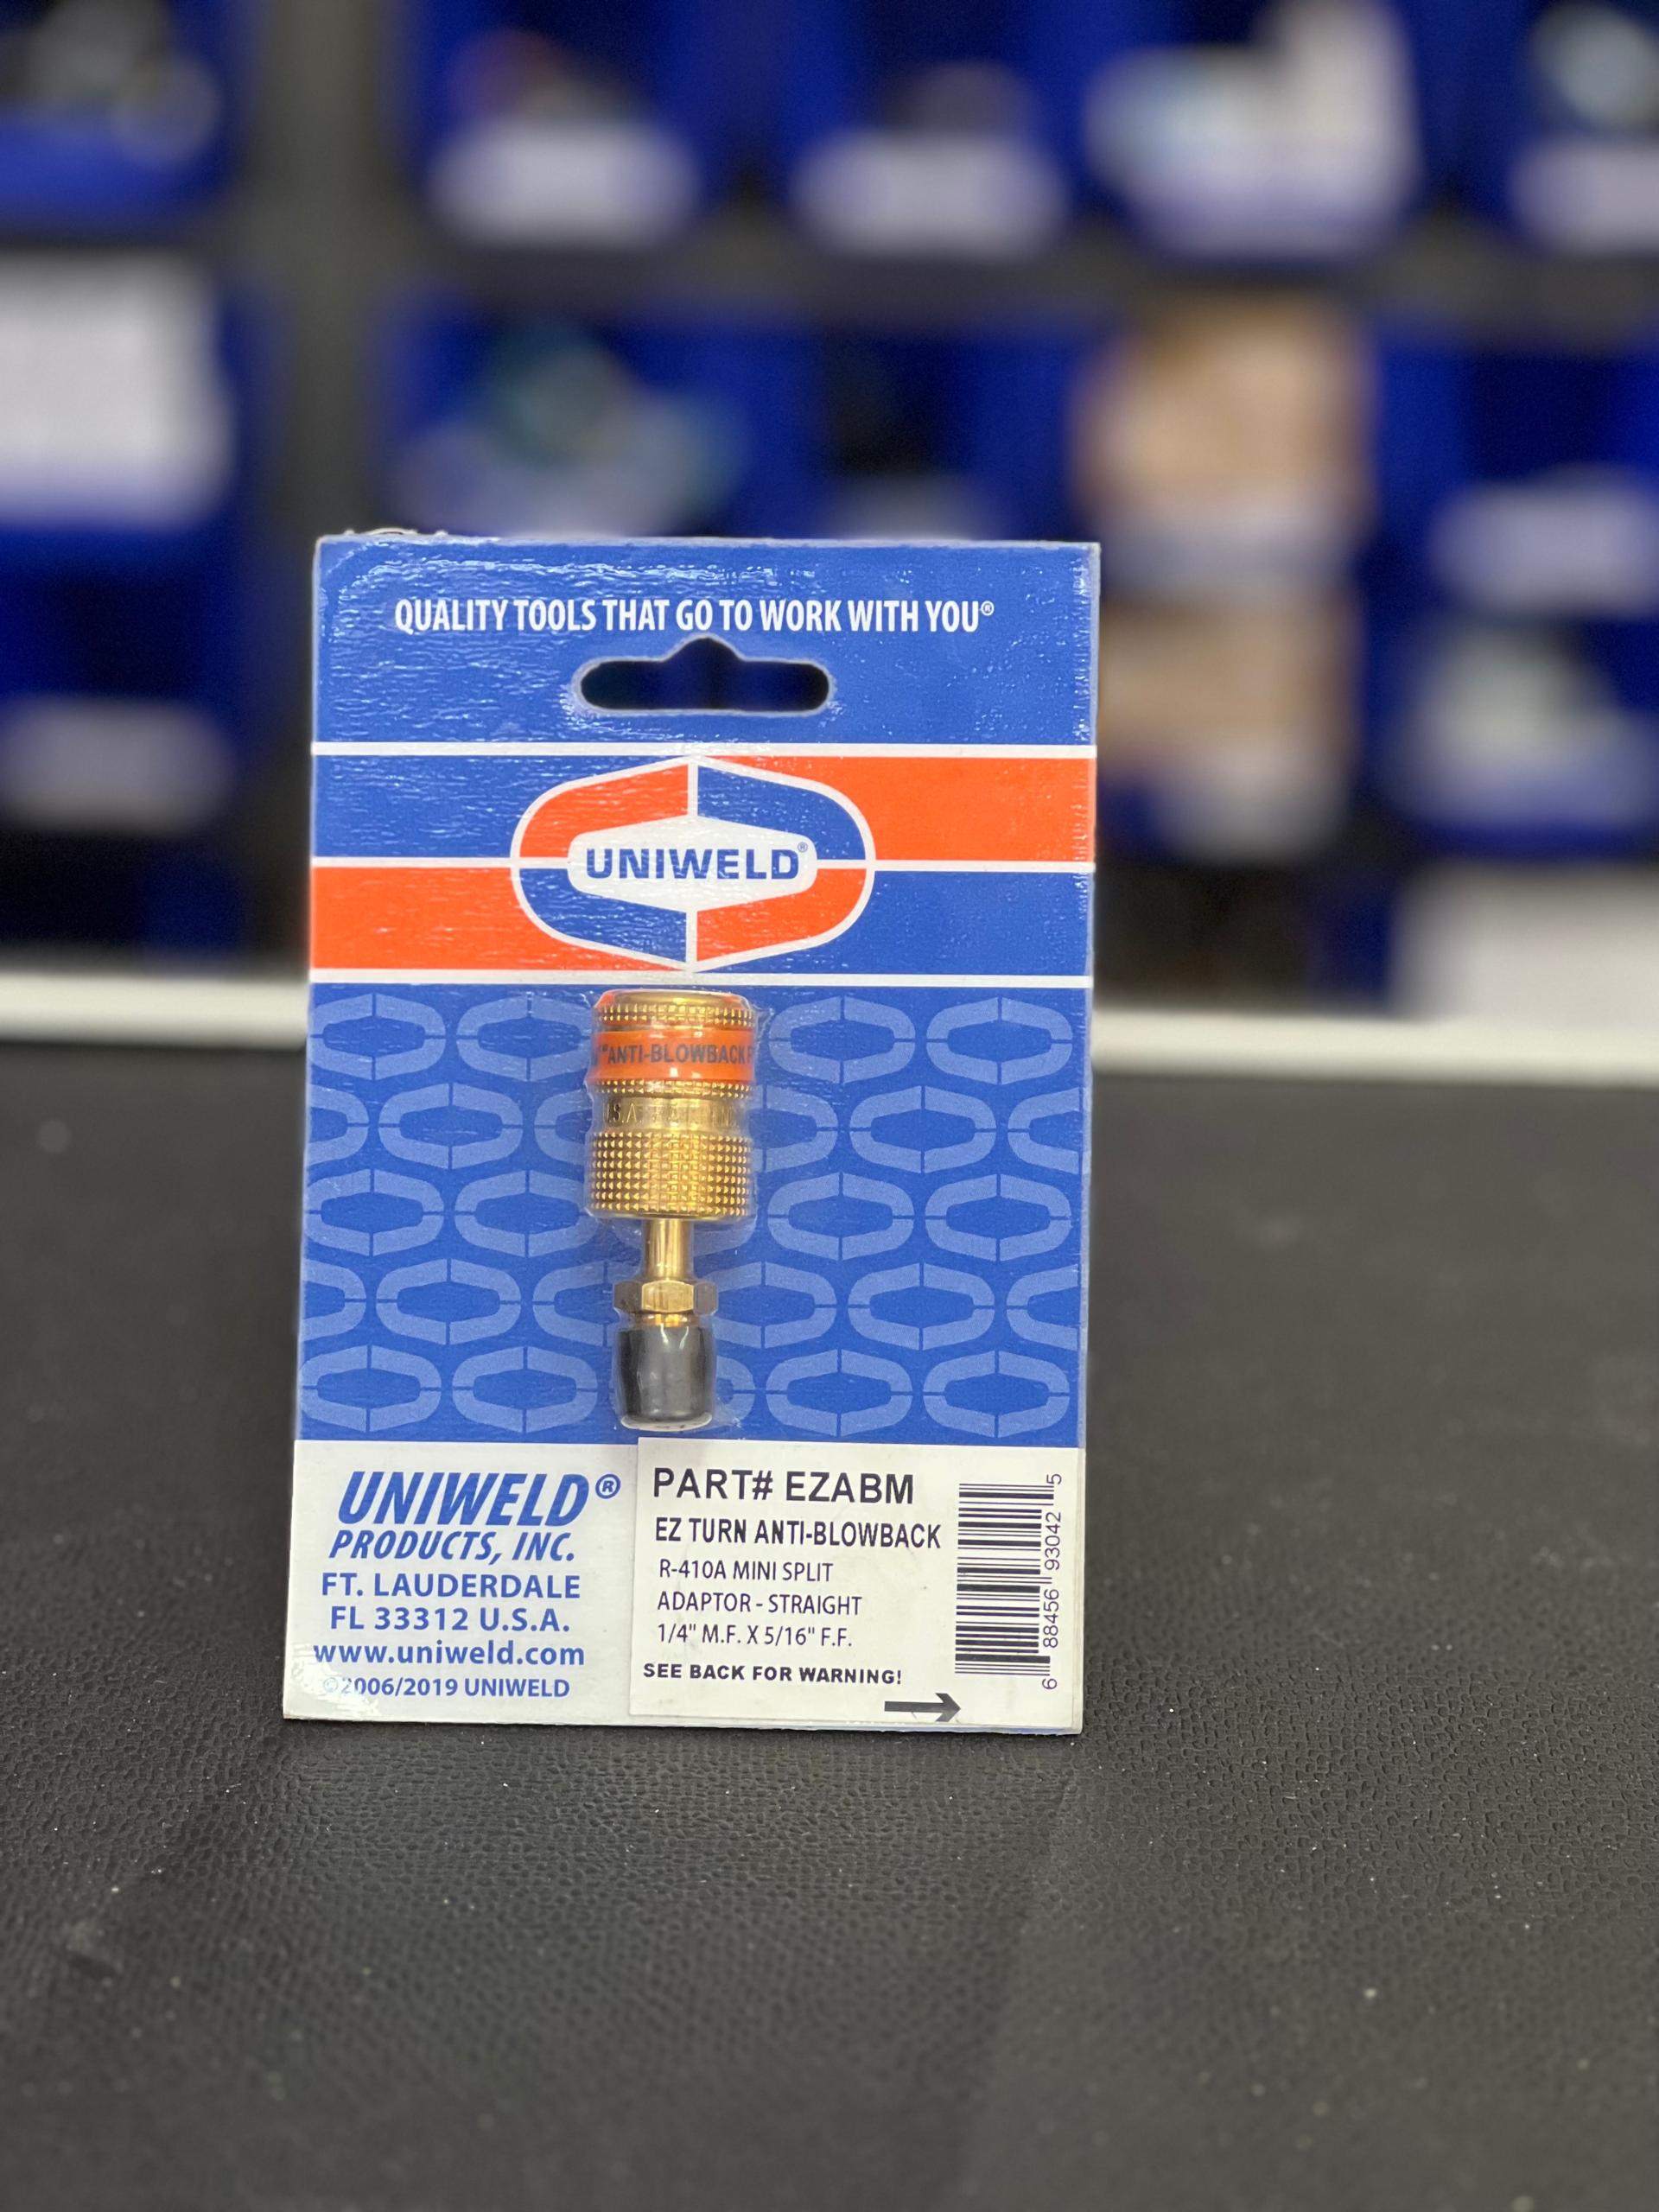 QUALITY TOOLS THAT GO TO WORK WITH YOU®
UNIWELD®
"ANTI-BLOWBACK
U.S.A.
UNIWELD®
PRODUCTS, INC.
FT. LAUDERDALE
FL 33312 U.S.A.
www.uniweld.com
©2006/2019 UNIWELD
PART# EZABM
EZ TURN ANTI-BLOWBACK
R-410A MINI SPLIT
ADAPTOR - STRAIGHT
1/4" M.F. X 5/16" F.F.
SEE BACK FOR WARNING!
6 88456 93042 5